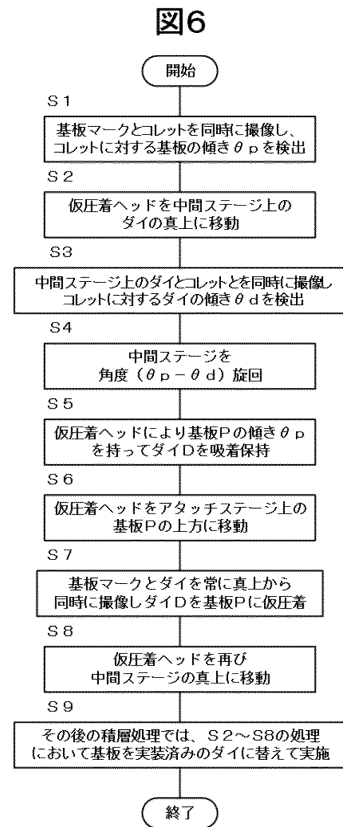 図6
開始
S1
基板マークとコレットを同時に撮像し、
コレットに対する基板の傾きθpを検出
S2
仮圧着ヘッドを中間ステージ上の
ダイの真上に移動
S3
中間ステージ上のダイとコレットとを同時に撮像し
コレットに対するダイの傾きθdを検出
S4
中間ステージを
角度（θp－θd）旋回
S5
仮圧着ヘッドにより基板Pの傾きθp
を持ってダイDを吸着保持
S6
仮圧着ヘッドをアタッチステージ上の
基板Pの上方に移動
S7
基板マークとダイを常に真上から
同時に撮像しダイDを基板Pに仮圧着
S8
仮圧着ヘッドを再び
中間ステージの真上に移動
S9
その後の積層処理では、S2～S8の処理
において基板を実装済みのダイに替えて実施
終了